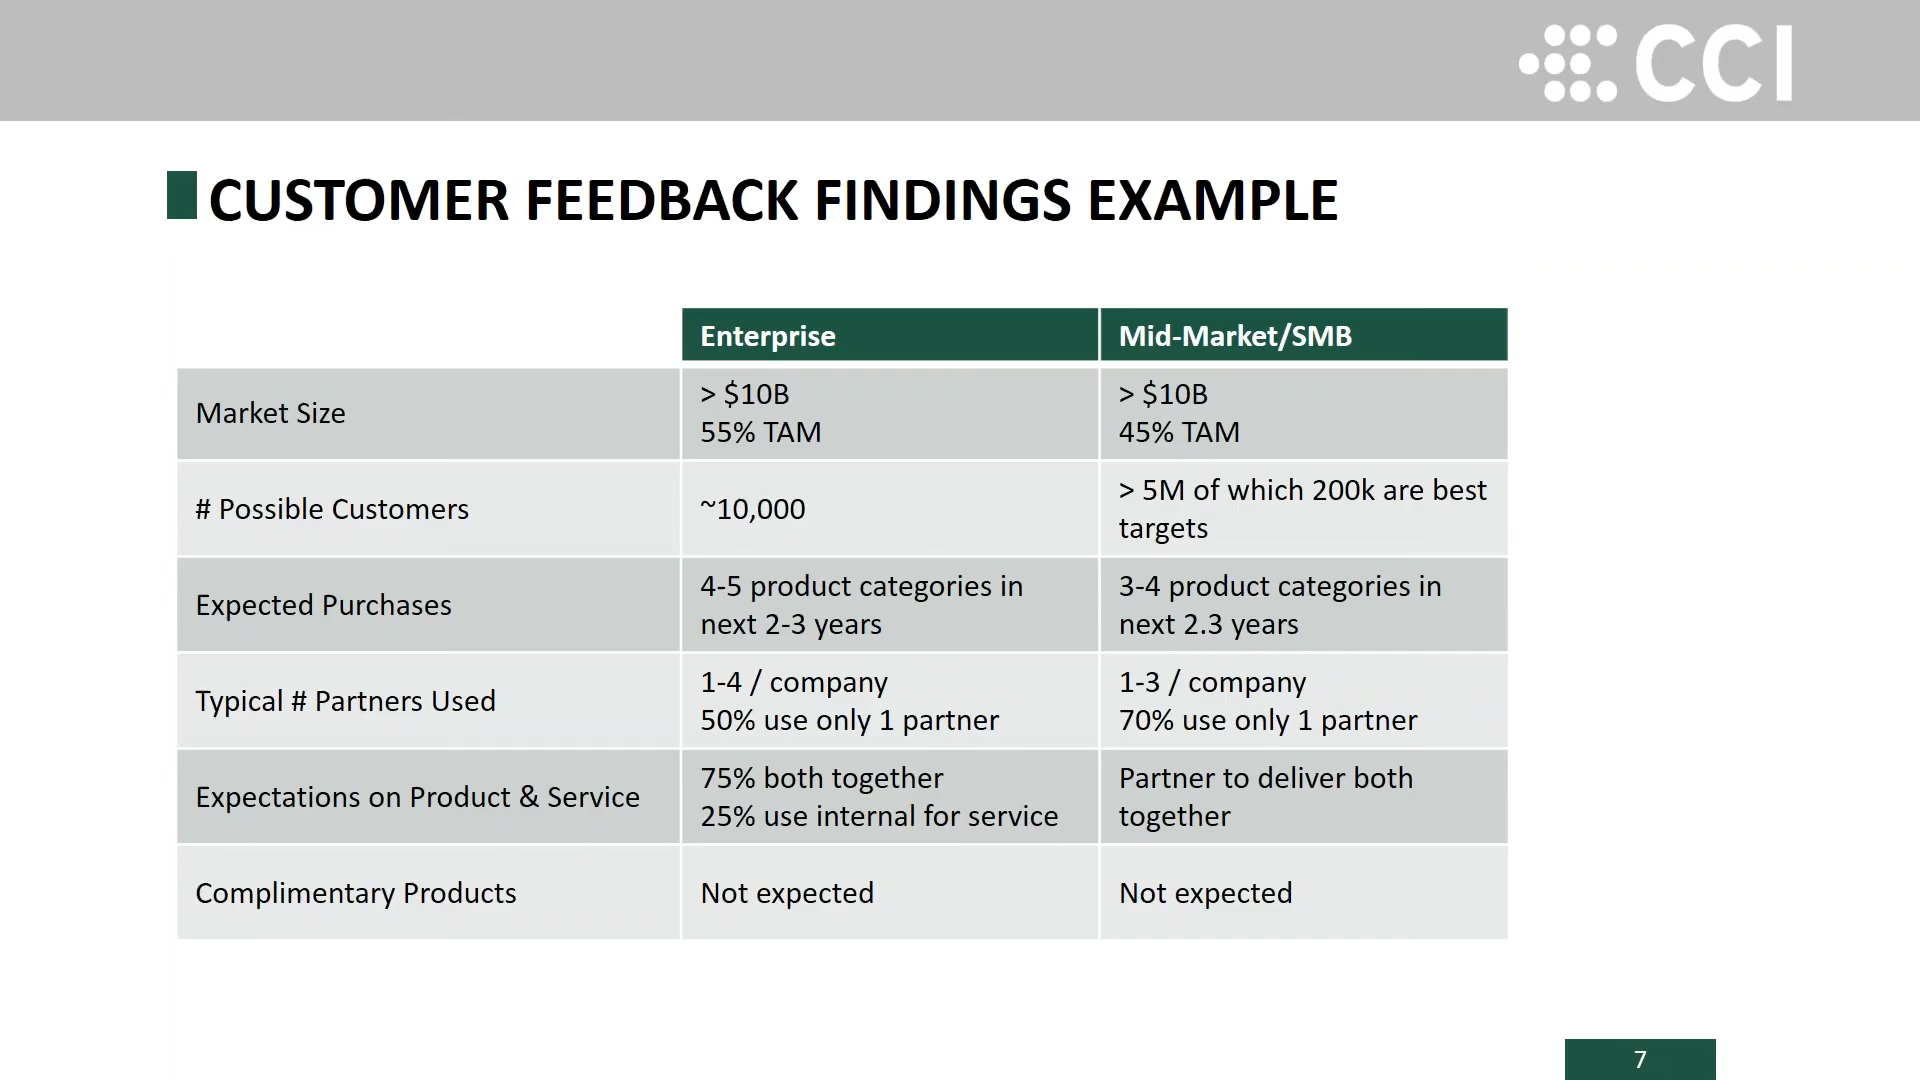 CCI
CUSTOMER FEEDBACK FINDINGS EXAMPLE
Enterprise
Mid-Market/SMB
Market Size
> $10B
55% TAM
> $10B
45% TAM
# Possible Customers
~10,000
> 5M of which 200k are best
targets
Expected Purchases
4-5 product categories in
next 2-3 years
3-4 product categories in
next 2.3 years
Typical # Partners Used
1-4 / company
50% use only 1 partner
1-3 / company
70% use only 1 partner
Expectations on Product & Service
75% both together
25% use internal for service
Partner to deliver both
together
Complimentary Products
Not expected
Not expected
7